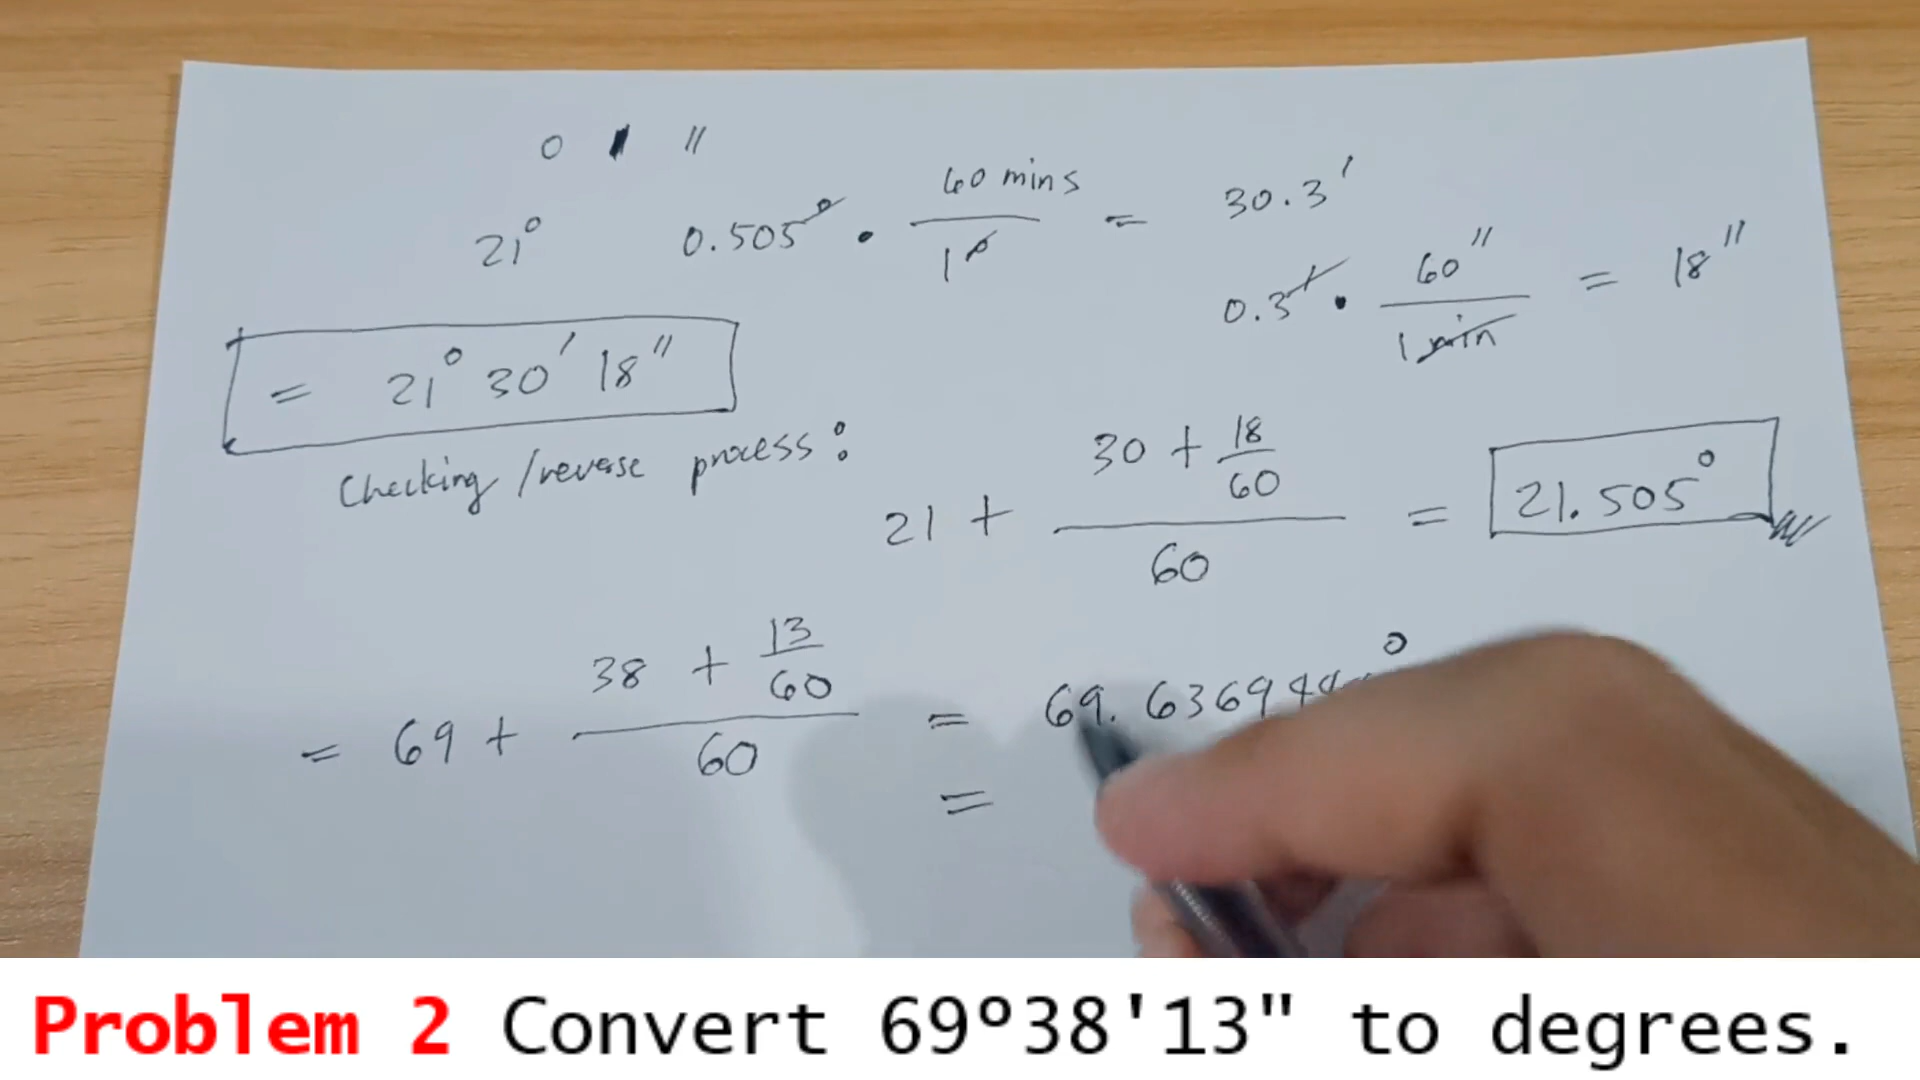 ° ' "
21° 0.505° · 60 mins / 1° = 30.3'
0.3' · 60" / 1 min = 18"
= 21° 30' 18"
Checking/reverse process:
21 + (30 + 18/60) / 60 = 21.505°
= 69 + (38 + 13/60) / 60 = 69.63694 °
=
Problem 2 Convert 69º38'13" to degrees.